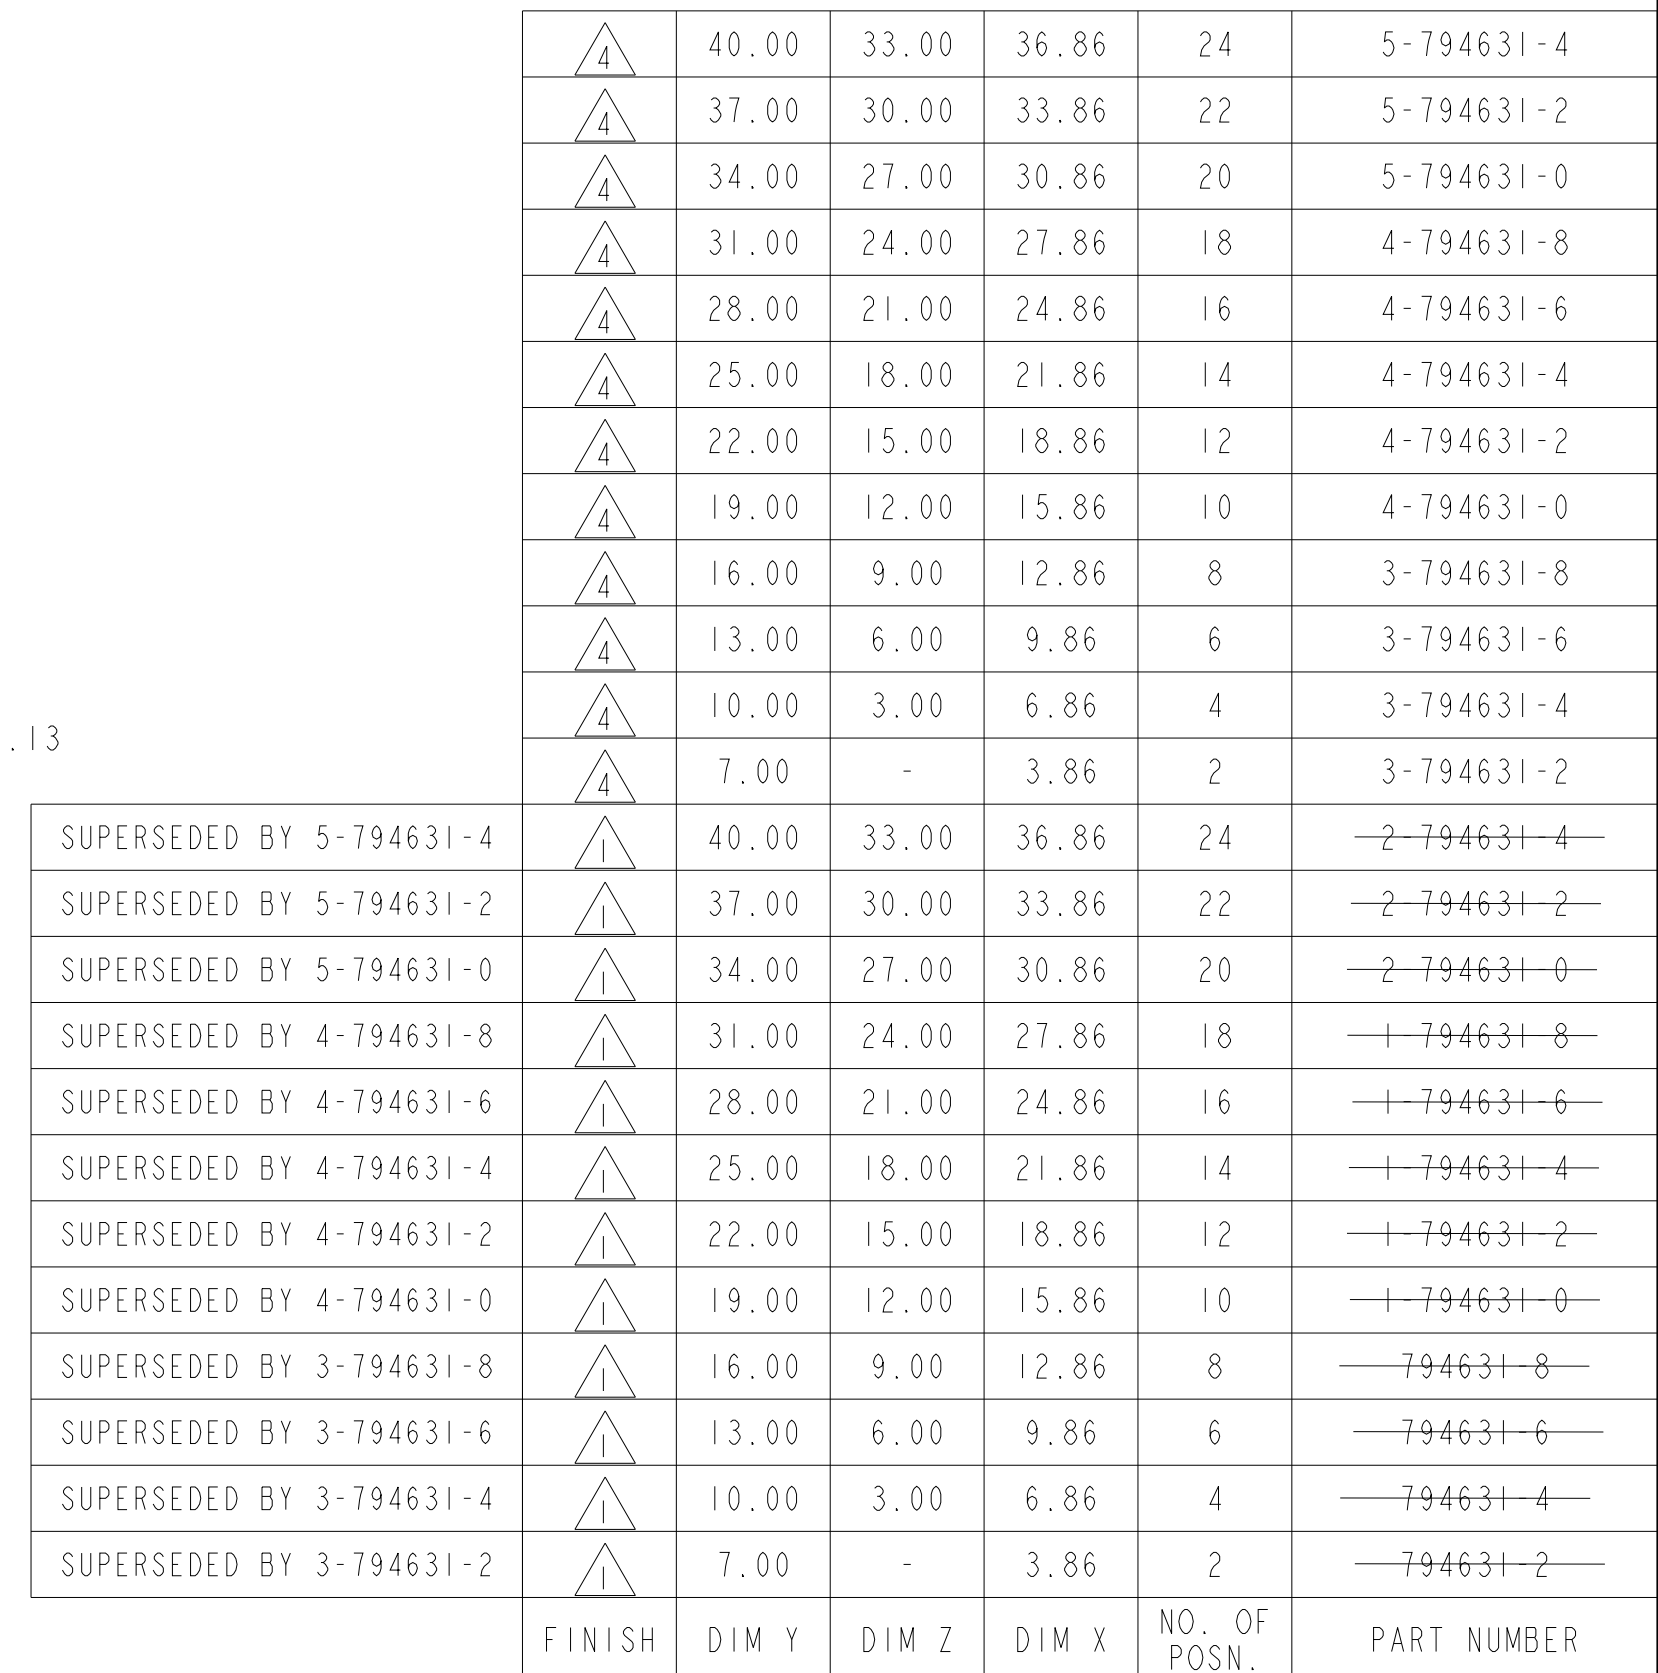 4 40.00 33.00 36.86 24 5-794631-4
4 37.00 30.00 33.86 22 5-794631-2
4 34.00 27.00 30.86 20 5-794631-0
4 31.00 24.00 27.86 18 4-794631-8
4 28.00 21.00 24.86 16 4-794631-6
4 25.00 18.00 21.86 14 4-794631-4
4 22.00 15.00 18.86 12 4-794631-2
4 19.00 12.00 15.86 10 4-794631-0
4 16.00 9.00 12.86 8 3-794631-8
4 13.00 6.00 9.86 6 3-794631-6
4 10.00 3.00 6.86 4 3-794631-4
.13
4 7.00 - 3.86 2 3-794631-2
SUPERSEDED BY 5-794631-4 1 40.00 33.00 36.86 24 2-794631-4
SUPERSEDED BY 5-794631-2 1 37.00 30.00 33.86 22 2-794631-2
SUPERSEDED BY 5-794631-0 1 34.00 27.00 30.86 20 2-794631-0
SUPERSEDED BY 4-794631-8 1 31.00 24.00 27.86 18 1-794631-8
SUPERSEDED BY 4-794631-6 1 28.00 21.00 24.86 16 1-794631-6
SUPERSEDED BY 4-794631-4 1 25.00 18.00 21.86 14 1-794631-4
SUPERSEDED BY 4-794631-2 1 22.00 15.00 18.86 12 1-794631-2
SUPERSEDED BY 4-794631-0 1 19.00 12.00 15.86 10 1-794631-0
SUPERSEDED BY 3-794631-8 1 16.00 9.00 12.86 8 794631-8
SUPERSEDED BY 3-794631-6 1 13.00 6.00 9.86 6 794631-6
SUPERSEDED BY 3-794631-4 1 10.00 3.00 6.86 4 794631-4
SUPERSEDED BY 3-794631-2 1 7.00 - 3.86 2 794631-2
FINISH DIM Y DIM Z DIM X NO. OF
POSN. PART NUMBER